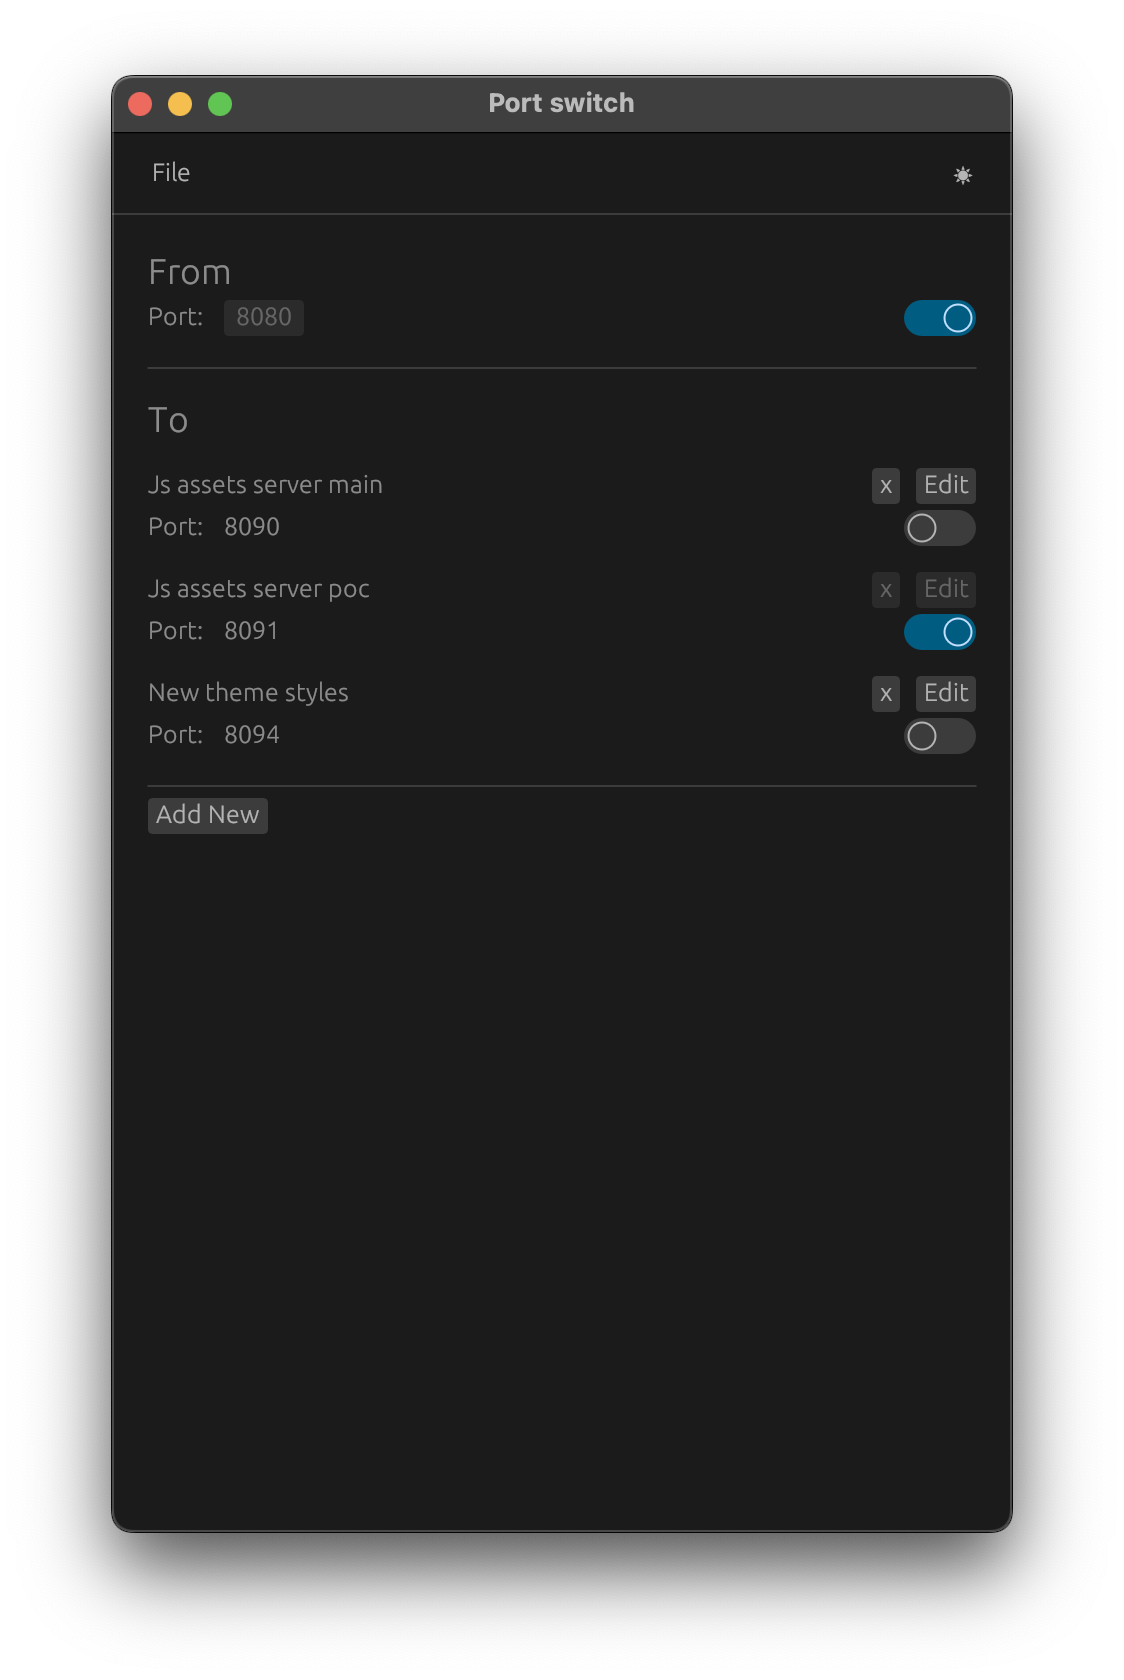 Port switch
File
From
Port: 8080
To
Js assets server main x Edit
Port: 8090
Js assets server poc x Edit
Port: 8091
New theme styles x Edit
Port: 8094
Add New